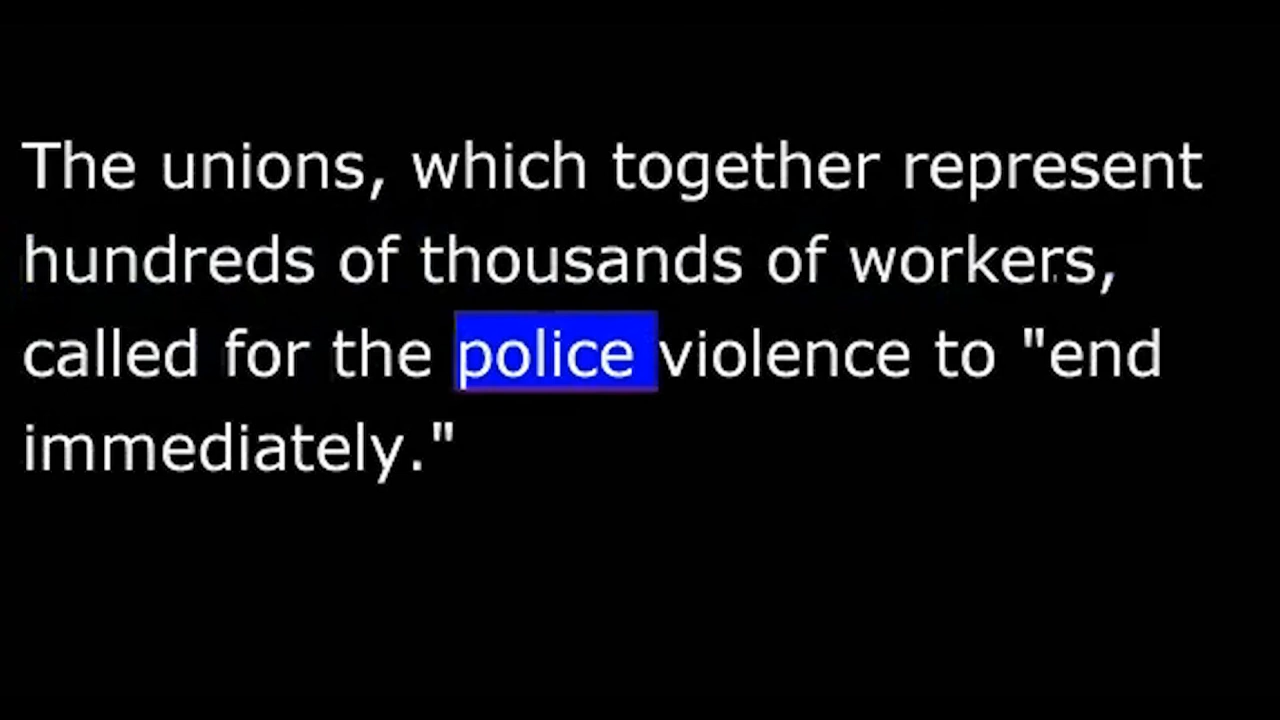 The unions, which together represent
hundreds of thousands of workers,
called for the police violence to "end
immediately."